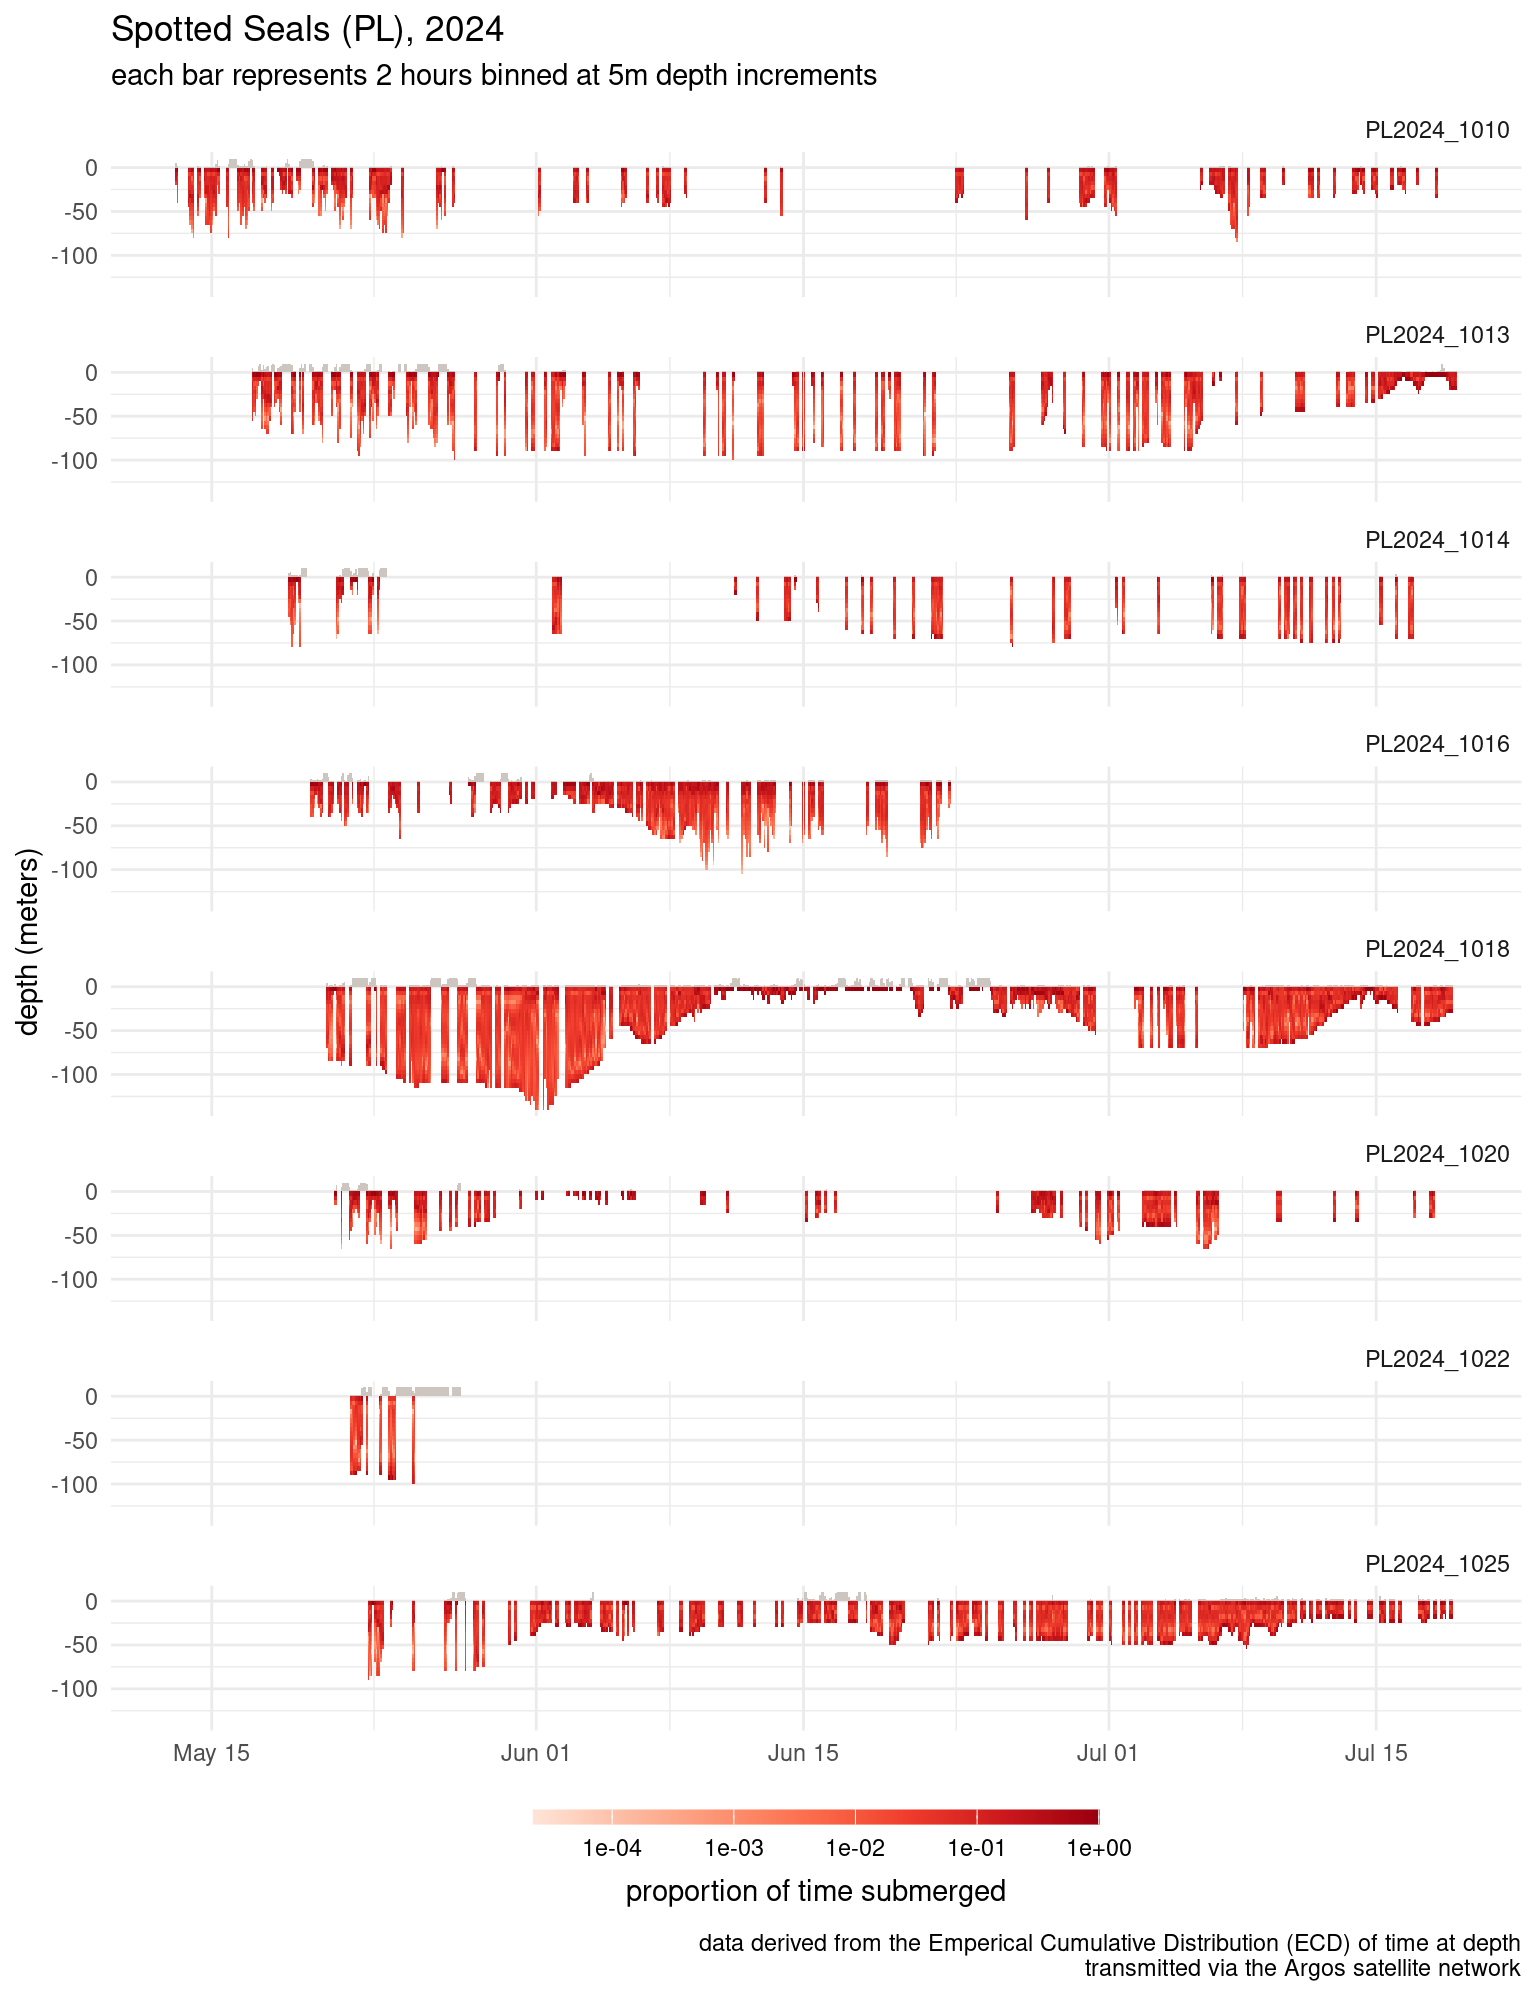 Spotted Seals (PL), 2024
each bar represents 2 hours binned at 5m depth increments
PL2024_1010
0
-50
-100
PL2024_1013
0
-50
-100
PL2024_1014
0
-50
-100
PL2024_1016
0
-50
-100
depth (meters)
PL2024_1018
0
-50
-100
PL2024_1020
0
-50
-100
PL2024_1022
0
-50
-100
PL2024_1025
0
-50
-100
May 15 Jun 01 Jun 15 Jul 01 Jul 15
1e-04 1e-03 1e-02 1e-01 1e+00
proportion of time submerged
data derived from the Emperical Cumulative Distribution (ECD) of time at depth
transmitted via the Argos satellite network